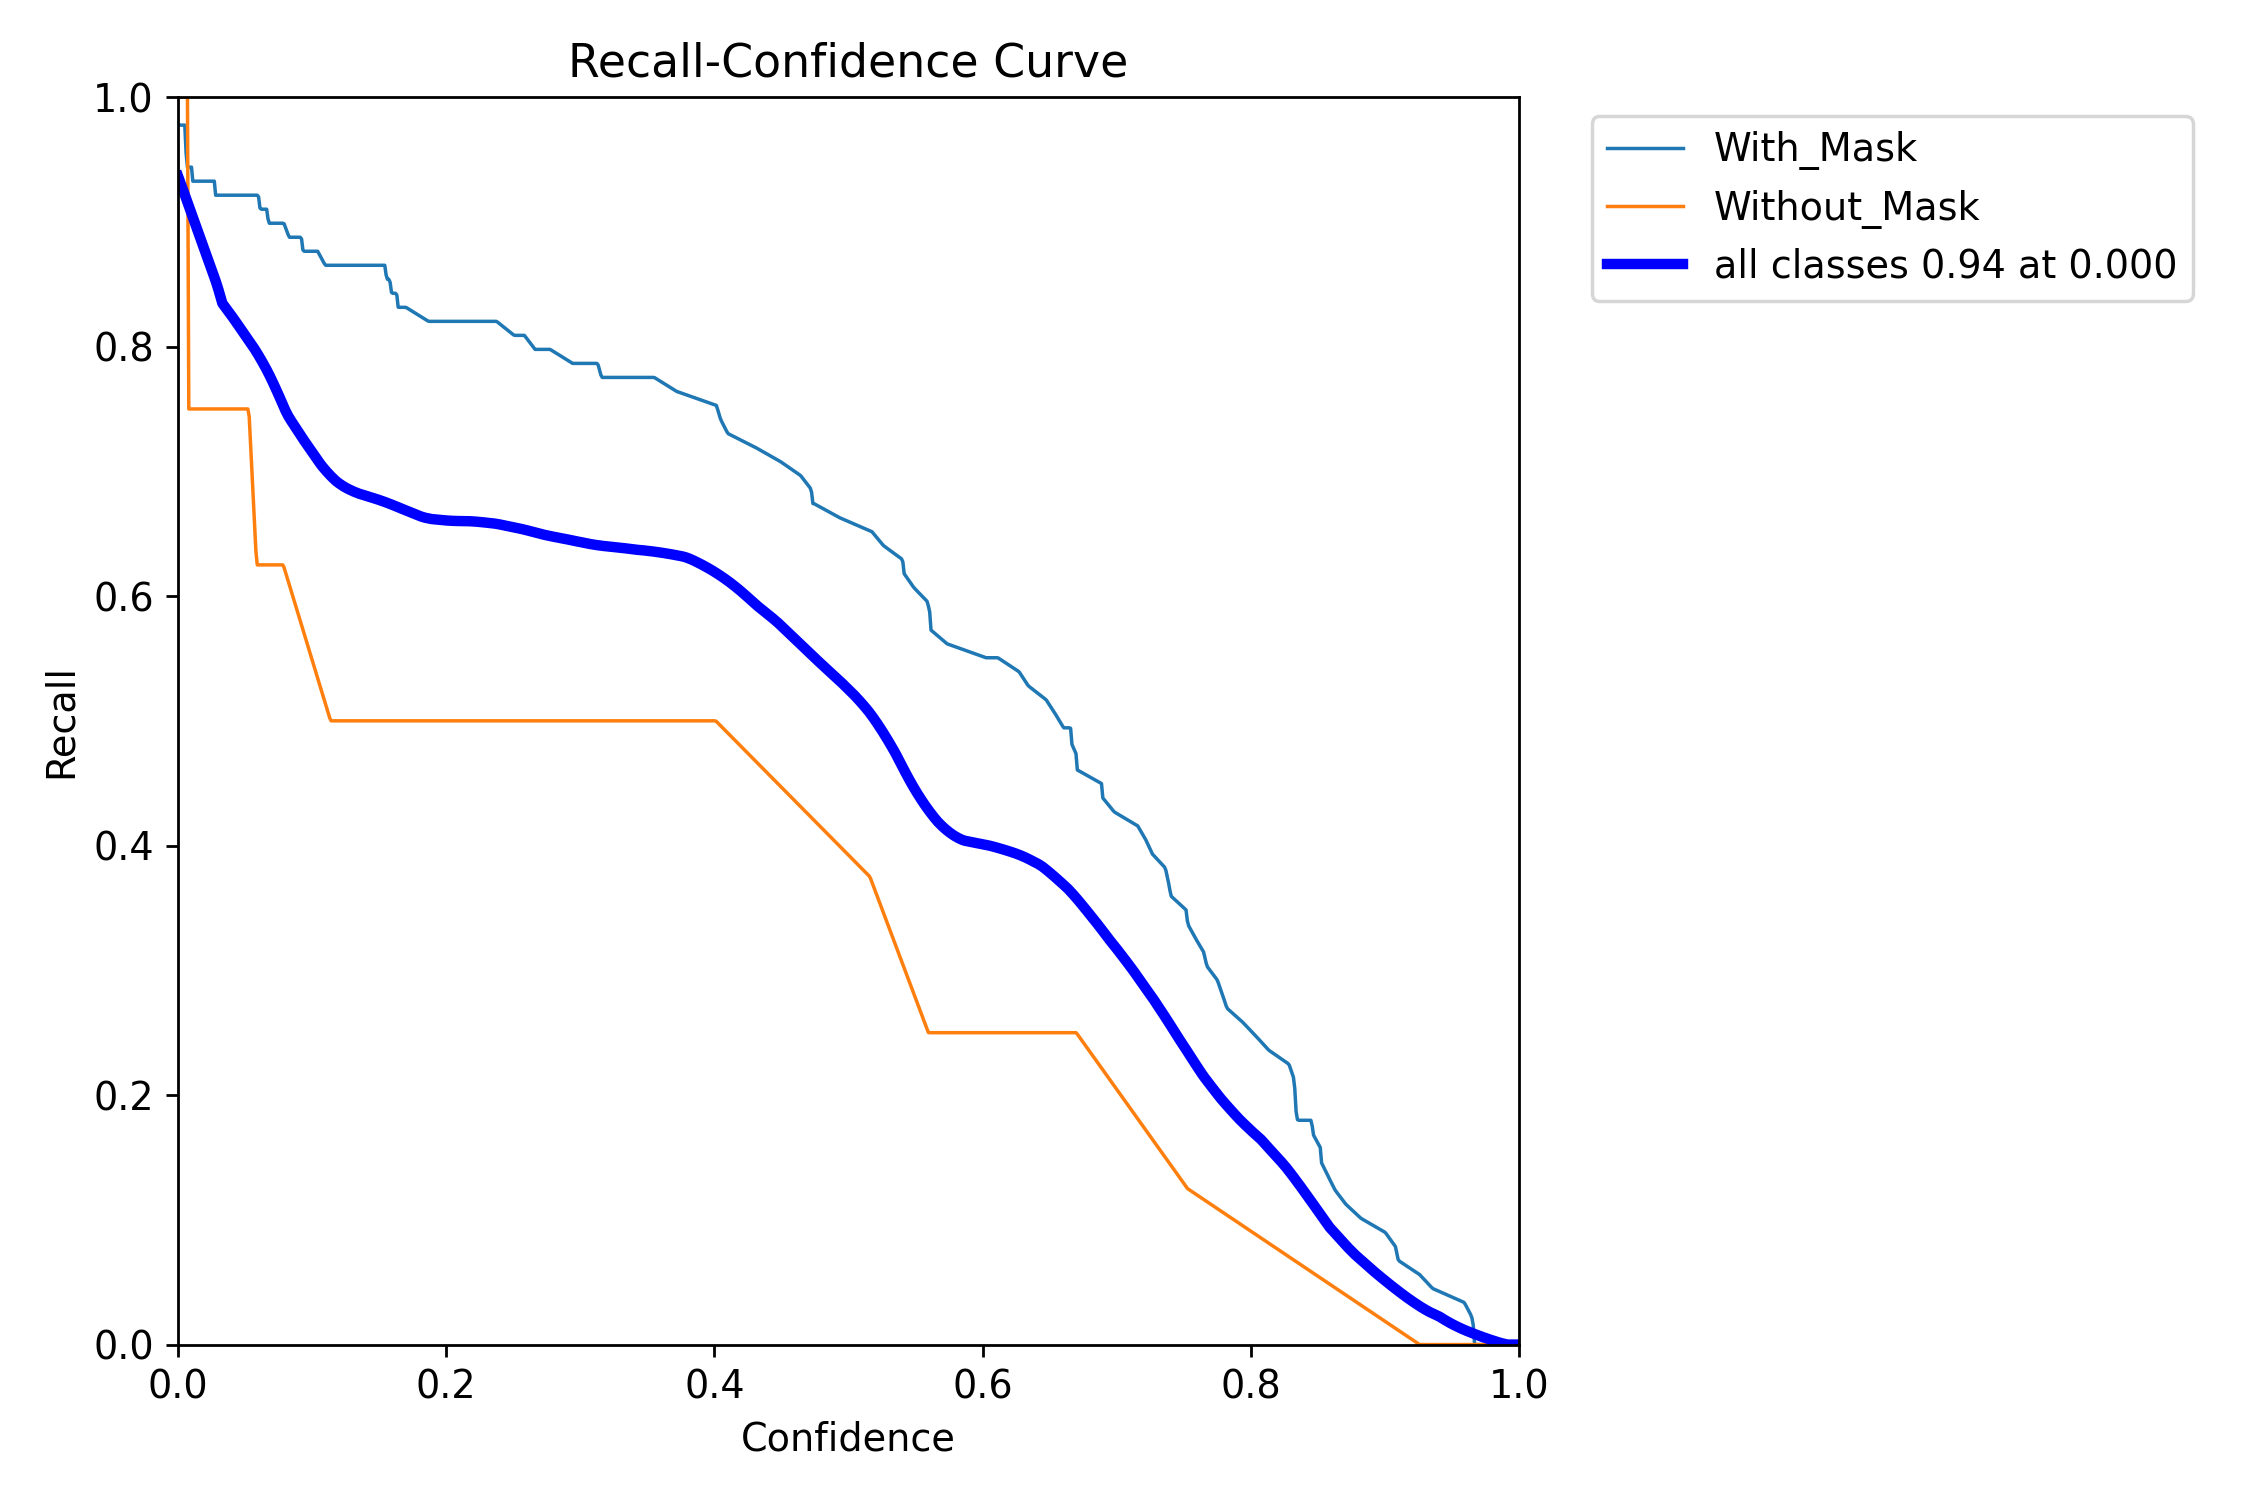 Recall-Confidence Curve
1.0
0.8
0.6
0.4
0.2
0.0
Recall
0.0 0.2 0.4 0.6 0.8 1.0
Confidence
With_Mask
Without_Mask
all classes 0.94 at 0.000